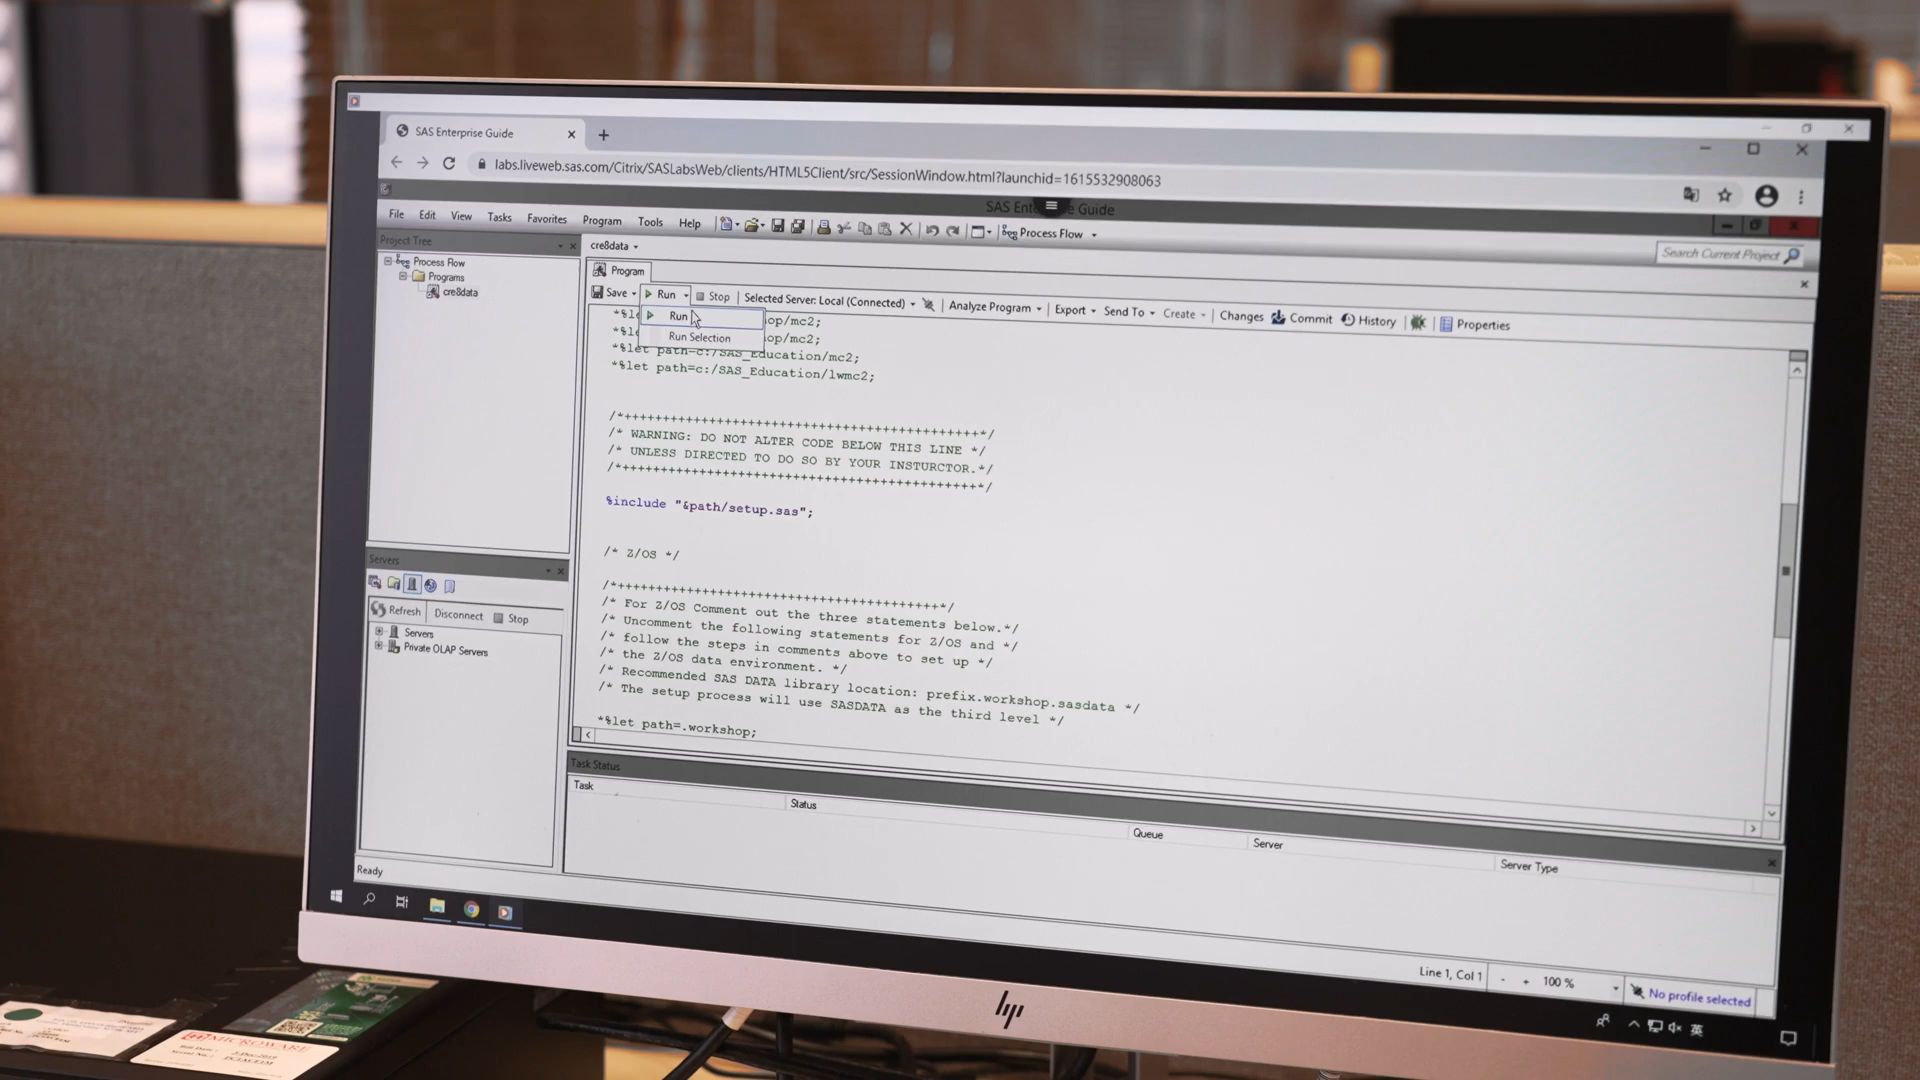 SAS Enterprise Guide
labs.liveweb.sas.com/Citrix/SASLabsWeb/clients/HTML5Client/src/SessionWindow.html?launchid=1615532908063
SAS Ent e Guide
File Edit View Tasks Favorites Program Tools Help Process Flow
Search Current Project
Project Tree
Process Flow
Programs
cre8data
cre8data
Program
Save Run Stop Selected Server: Local (Connected) Analyze Program Export Send To Create Changes Commit History Properties
Run
Run Selection
*%l op/mc2;
*%l op/mc2;
*%let path=c:/SAS_Education/mc2;
*%let path=c:/SAS_Education/lwmc2;
/*+++++++++++++++++++++++++++++++++++++++++++++++*/
/* WARNING: DO NOT ALTER CODE BELOW THIS LINE */
/* UNLESS DIRECTED TO DO SO BY YOUR INSTURCTOR.*/
/*+++++++++++++++++++++++++++++++++++++++++++++++*/
%include "&path/setup.sas";
/* Z/OS */
/*++++++++++++++++++++++++++++++++++++++++++*/
/* For Z/OS Comment out the three statements below.*/
/* Uncomment the following statements for Z/OS and */
/* follow the steps in comments above to set up */
/* the Z/OS data environment. */
/* Recommended SAS DATA library location: prefix.workshop.sasdata */
/* The setup process will use SASDATA as the third level */
*%let path=.workshop;
Servers
Refresh Disconnect Stop
Servers
Private OLAP Servers
Task Status
Task Status Queue Server Server Type
Ready
Line 1, Col 1 - + 100 % No profile selected
英
hp
MICROWARE